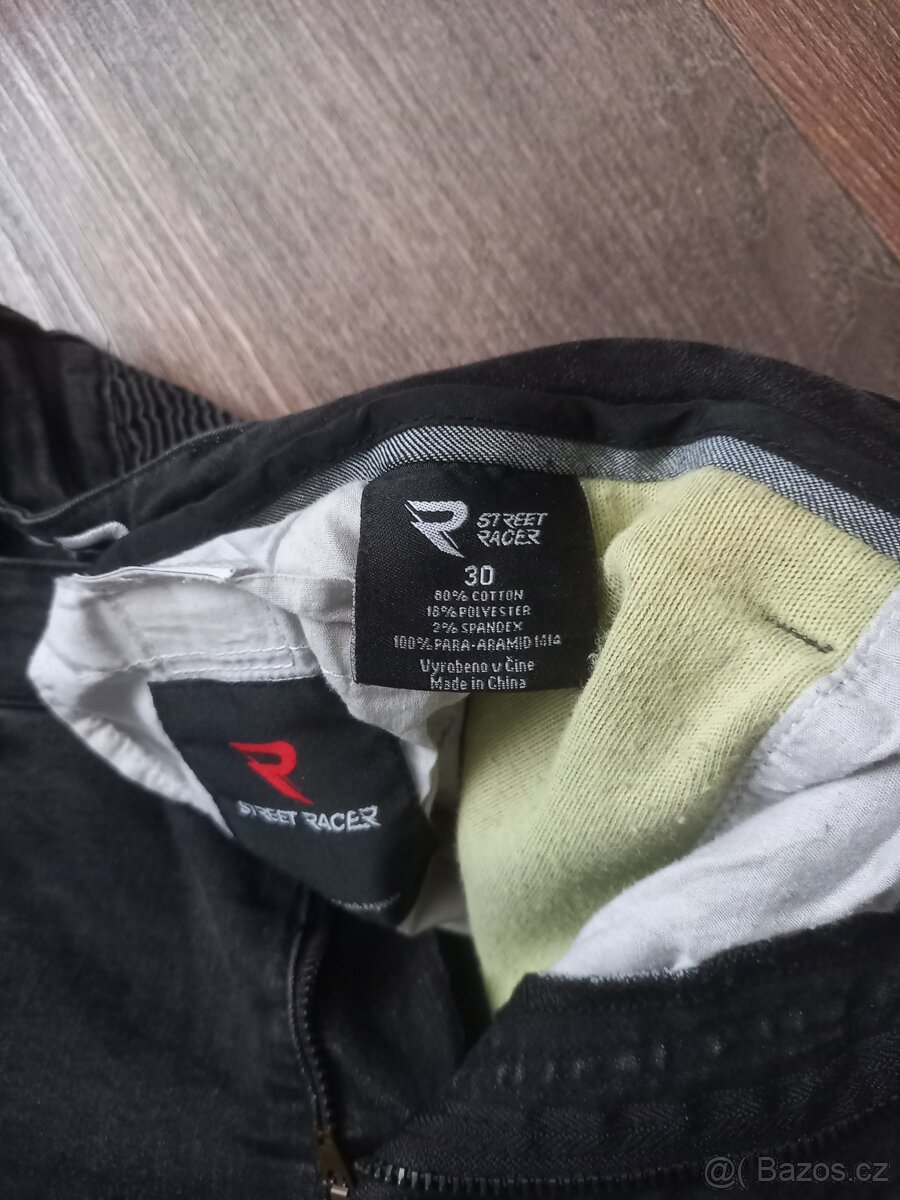 STREET
RACER
30
80% COTTON
18% POLYESTER
2% SPANDEX
100% PARA-ARAMID 1414
Vyrobeno v Číne
Made in China
STREET RACER
@( Bazos.cz